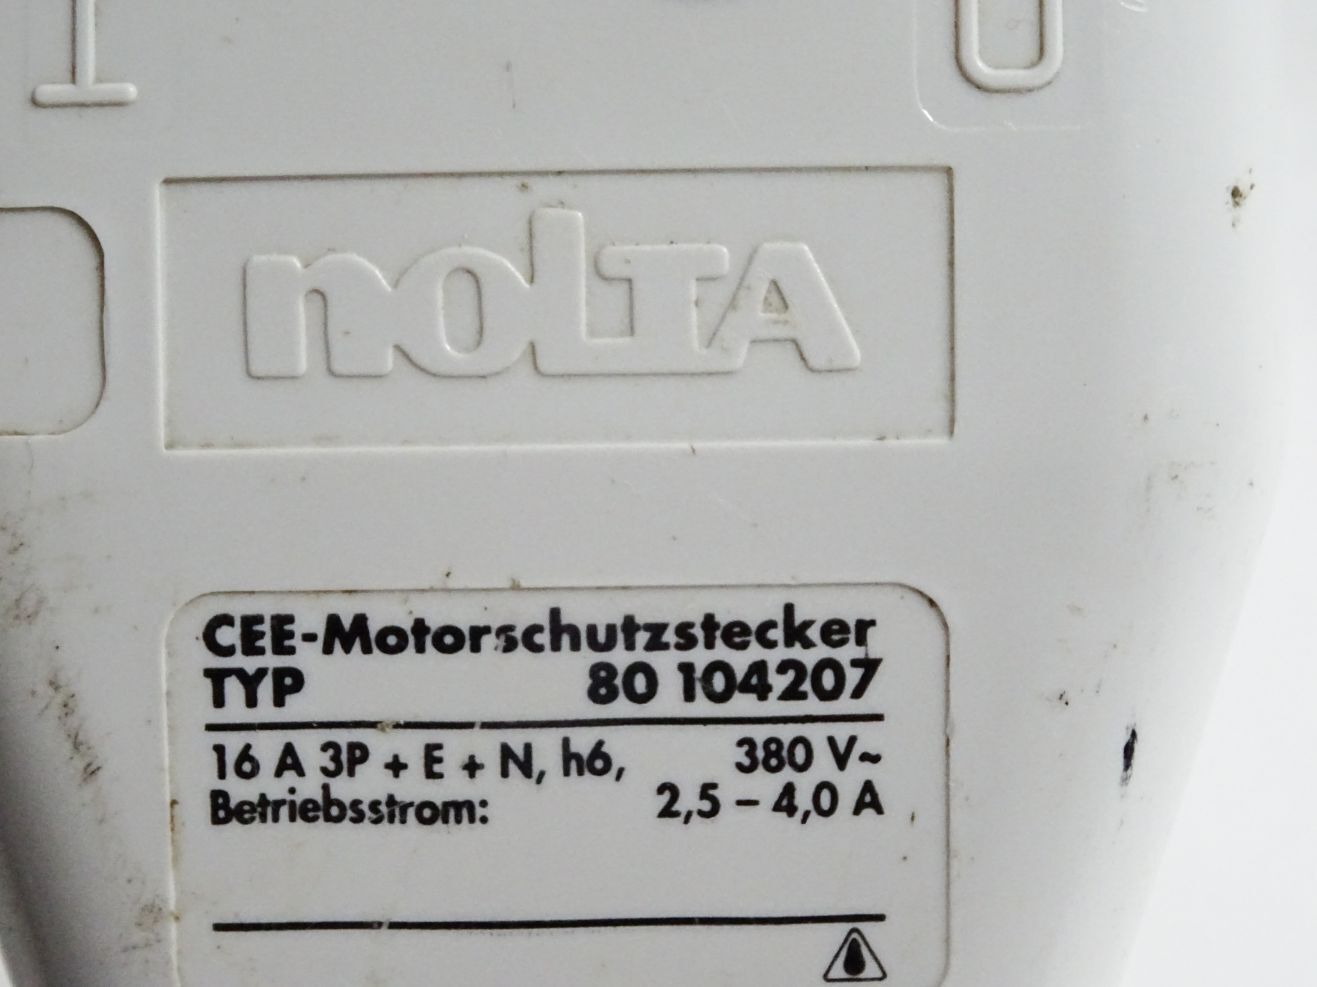 I O
nolTA
CEE-Motorschutzstecker
TYP 80 104207
16 A 3P + E + N, h6, 380 V~
Betriebsstrom: 2,5 – 4,0 A